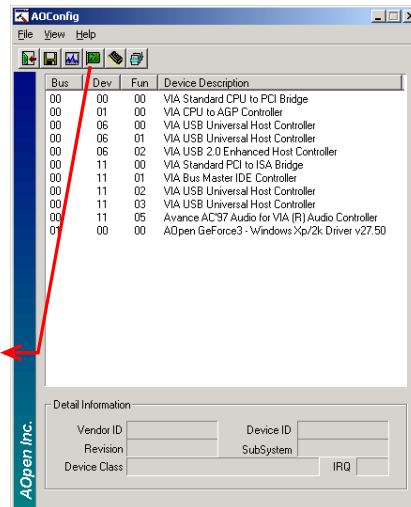 AOConfig
File View Help
Bus Dev Fun Device Description
00 00 00 VIA Standard CPU to PCI Bridge
00 01 00 VIA CPU to AGP Controller
00 06 00 VIA USB Universal Host Controller
00 06 01 VIA USB Universal Host Controller
00 06 02 VIA USB 2.0 Enhanced Host Controller
00 11 00 VIA Standard PCI to ISA Bridge
00 11 01 VIA Bus Master IDE Controller
00 11 02 VIA USB Universal Host Controller
00 11 03 VIA USB Universal Host Controller
00 11 05 Avance AC'97 Audio for VIA (R) Audio Controller
01 00 00 AOpen GeForce3 - Windows Xp/2k Driver v27.50
Detail Information
Vendor ID Device ID
Revision SubSystem
Device Class IRQ
AOpen Inc.